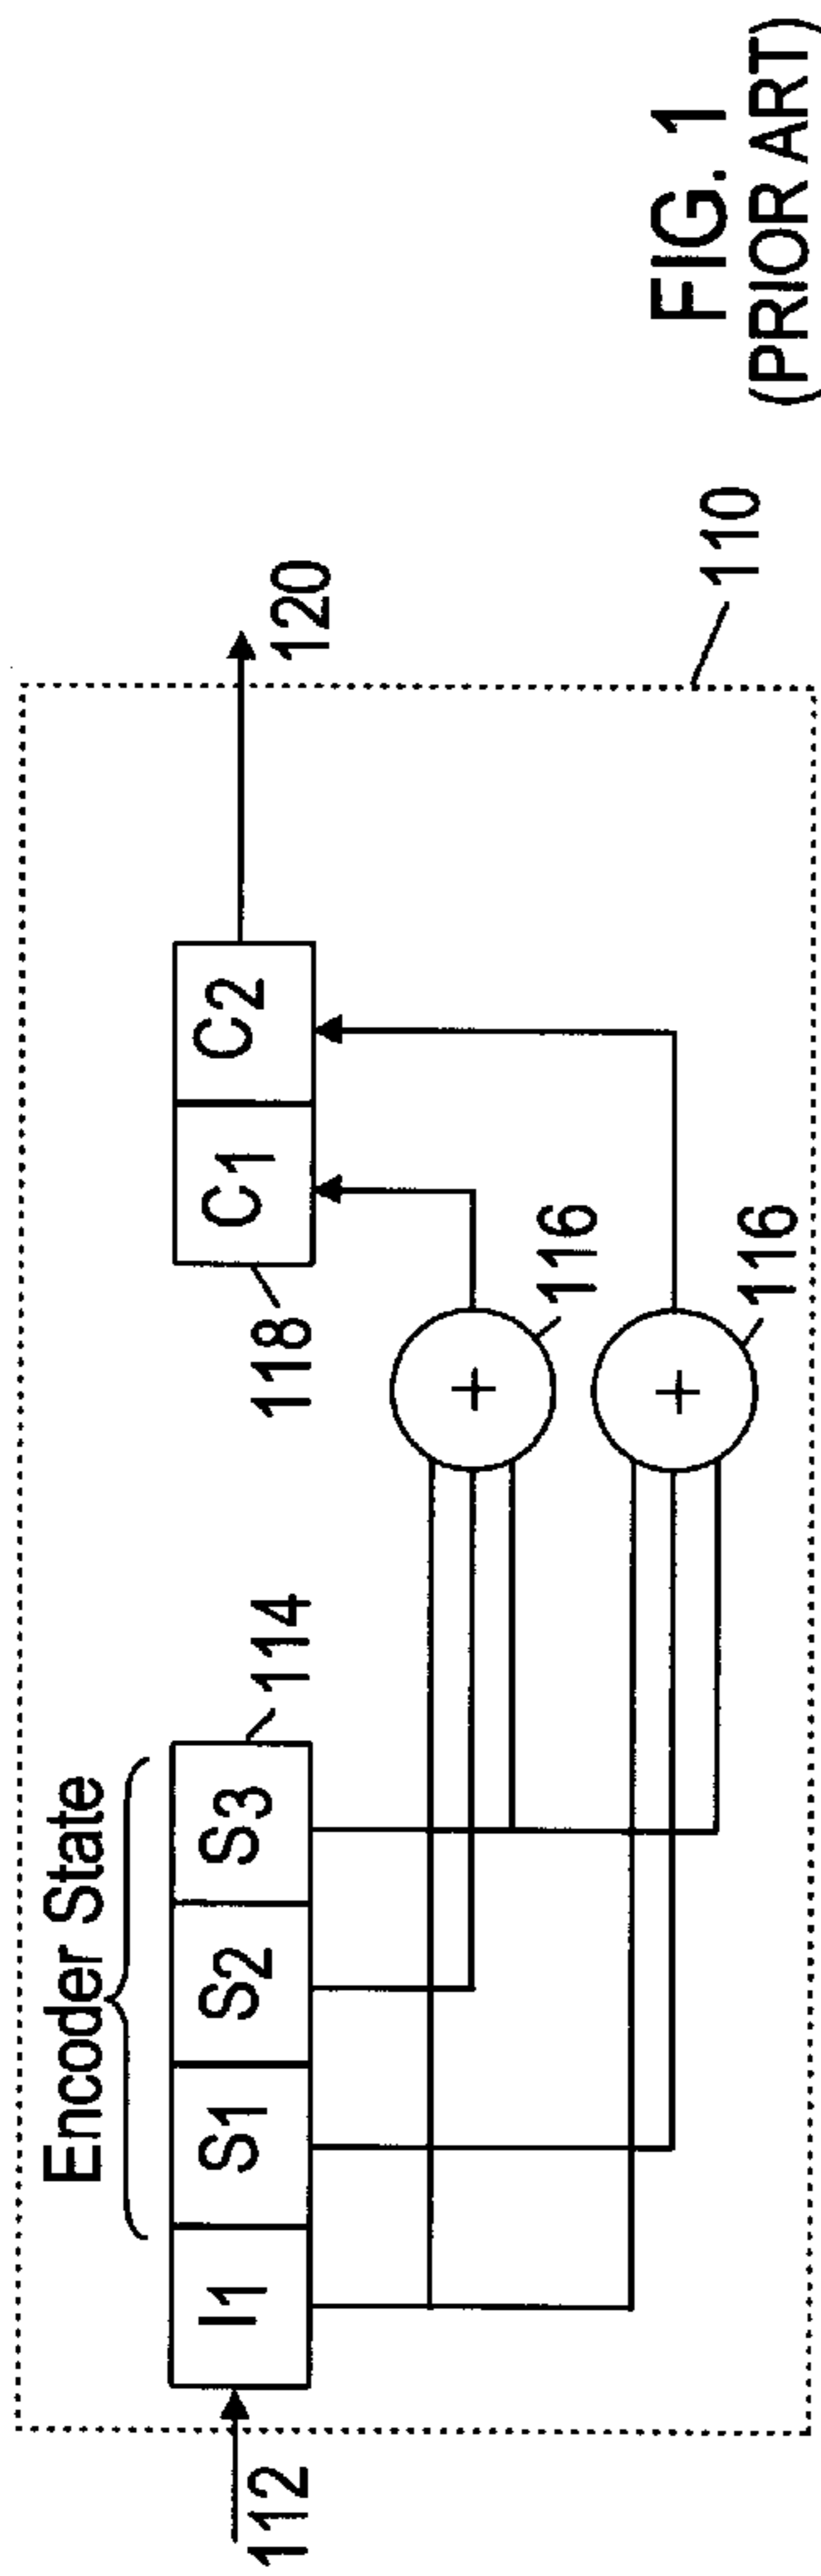 Encoder State
112
I1 S1 S2 S3
114
118
C1 C2
120
+
116
+
116
110
FIG. 1
(PRIOR ART)